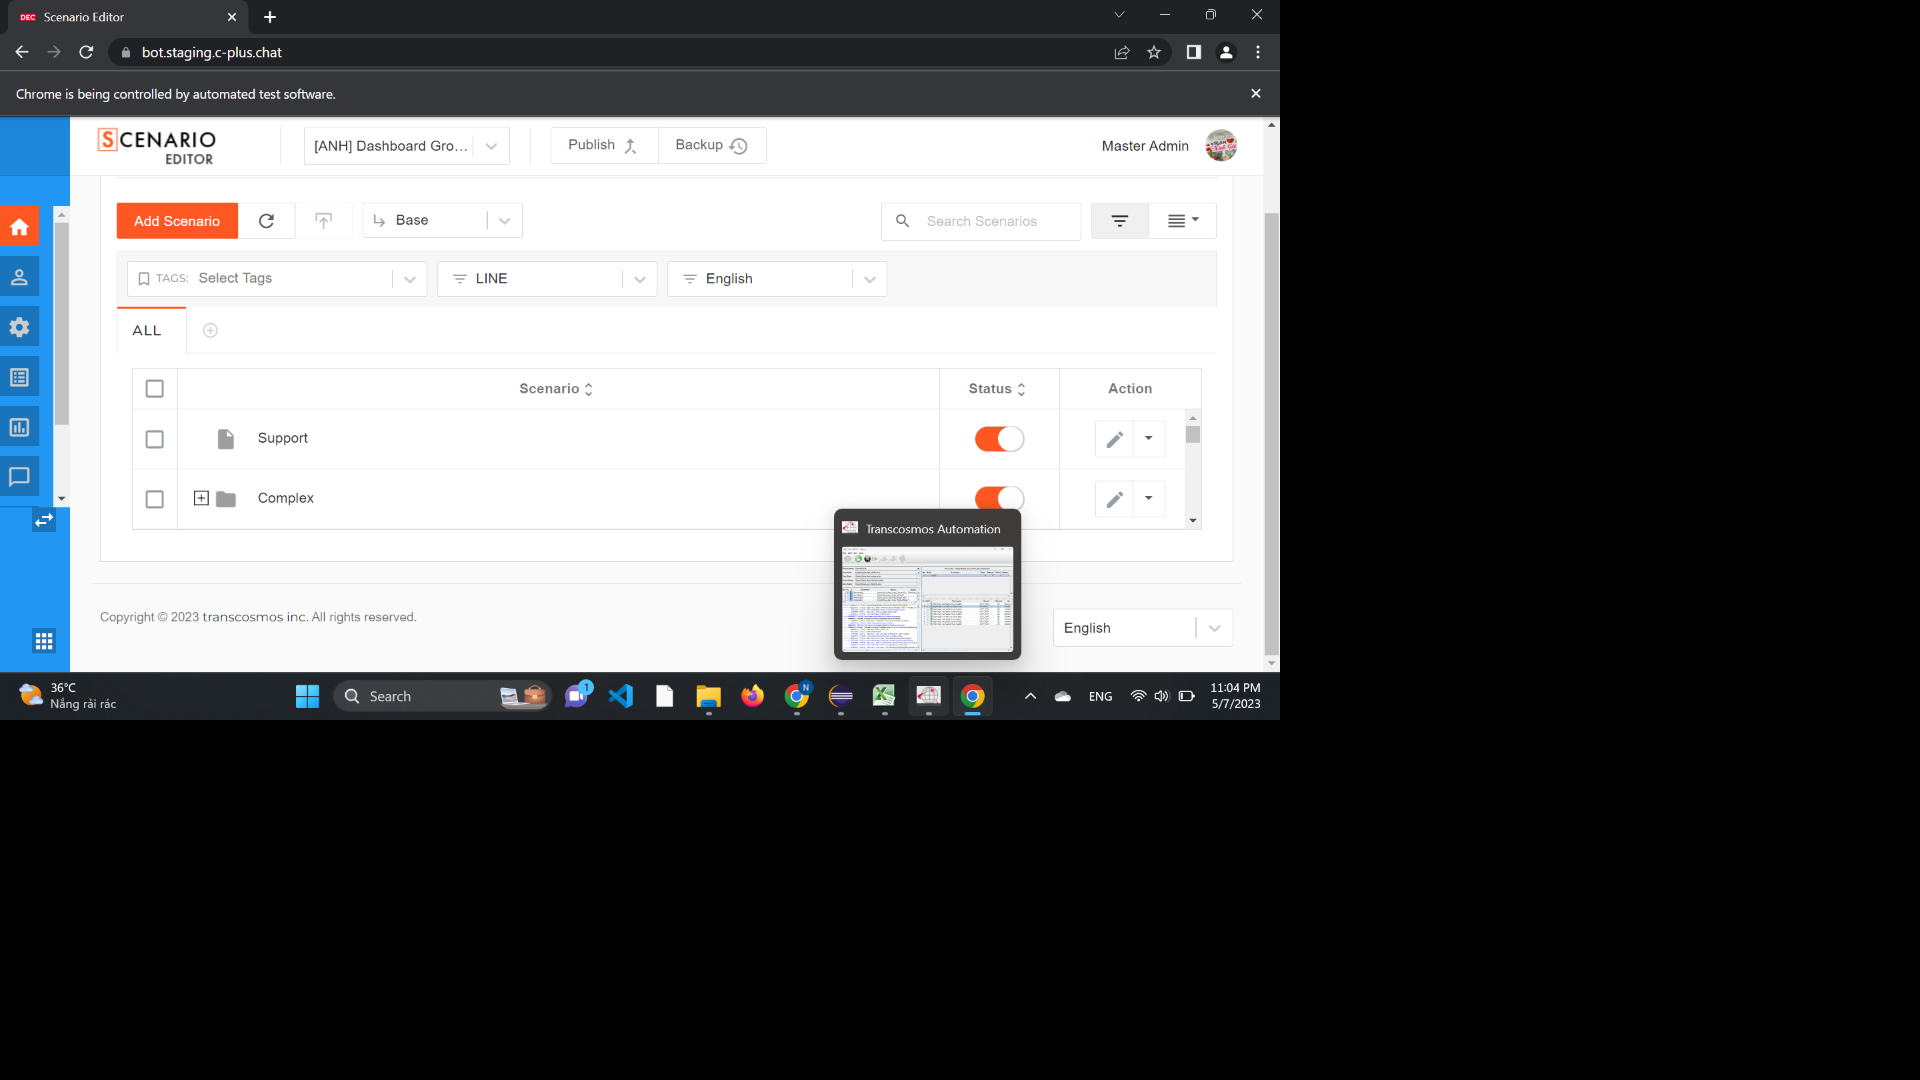 DEC Scenario Editor
bot.staging.c-plus.chat
Chrome is being controlled by automated test software.
SCENARIO
EDITOR
[ANH] Dashboard Gro...
Publish
Backup
Master Admin
Add Scenario
Base
Search Scenarios
TAGS: Select Tags
LINE
English
ALL
Scenario
Status
Action
Support
Complex
Transcosmos Automation
Copyright © 2023 transcosmos inc. All rights reserved.
English
36°C
Nắng rải rác
Search
1
N
ENG
11:04 PM
5/7/2023